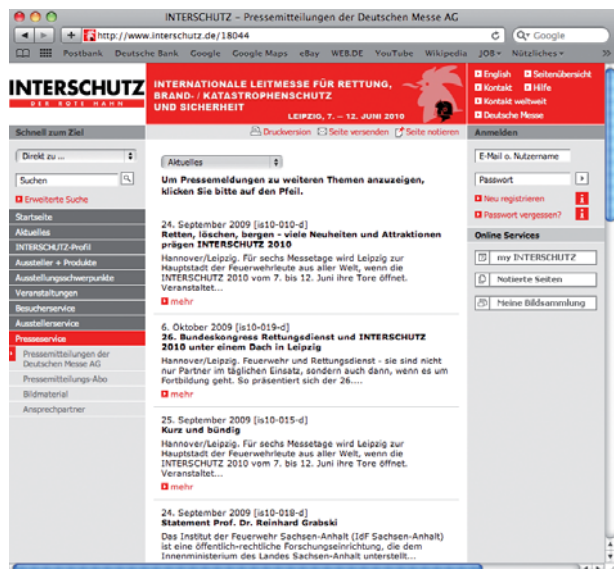 INTERSCHUTZ – Pressemitteilungen der Deutschen Messe AG
http://www.interschutz.de/18044
Google
Postbank Deutsche Bank Google Google Maps eBay WEB.DE YouTube Wikipedia JOB Nützliches
INTERSCHUTZ
DER ROTE HAHN
INTERNATIONALE LEITMESSE FÜR RETTUNG,
BRAND- / KATASTROPHENSCHUTZ
UND SICHERHEIT
LEIPZIG, 7. – 12. JUNI 2010
English Seitenübersicht
Kontakt Hilfe
Kontakt weltweit
Deutsche Messe
Schnell zum Ziel
Direkt zu ...
Suchen
Erweiterte Suche
Startseite
Aktuelles
INTERSCHUTZ-Profil
Aussteller + Produkte
Ausstellungsschwerpunkte
Veranstaltungen
Besucherservice
Ausstellerservice
Presseservice
Pressemitteilungen der
Deutschen Messe AG
Pressemitteilungs-Abo
Bildmaterial
Ansprechpartner
Druckversion Seite versenden Seite notieren
Aktuelles
Um Pressemeldungen zu weiteren Themen anzuzeigen,
klicken Sie bitte auf den Pfeil.
24. September 2009 [is10-010-d]
Retten, löschen, bergen - viele Neuheiten und Attraktionen
prägen INTERSCHUTZ 2010
Hannover/Leipzig. Für sechs Messetage wird Leipzig zur
Hauptstadt der Feuerwehrleute aus aller Welt, wenn die
INTERSCHUTZ 2010 vom 7. bis 12. Juni ihre Tore öffnet.
Veranstaltet...
mehr
6. Oktober 2009 [is10-019-d]
26. Bundeskongress Rettungsdienst und INTERSCHUTZ
2010 unter einem Dach in Leipzig
Hannover/Leipzig. Feuerwehr und Rettungsdienst - sie sind nicht
nur Partner im täglichen Einsatz, sondern auch dann, wenn es um
Fortbildung geht. So präsentiert sich der 26....
mehr
25. September 2009 [is10-015-d]
Kurz und bündig
Hannover/Leipzig. Für sechs Messetage wird Leipzig zur
Hauptstadt der Feuerwehrleute aus aller Welt, wenn die
INTERSCHUTZ 2010 vom 7. bis 12. Juni ihre Tore öffnet.
Veranstaltet...
mehr
24. September 2009 [is10-018-d]
Statement Prof. Dr. Reinhard Grabski
Das Institut der Feuerwehr Sachsen-Anhalt (IdF Sachsen-Anhalt)
ist eine öffentlich-rechtliche Forschungseinrichtung, die dem
Innenministerium des Landes Sachsen-Anhalt unterstellt...
Anmelden
E-Mail o. Nutzername
Passwort
Neu registrieren
Passwort vergessen?
Online Services
my INTERSCHUTZ
Notierte Seiten
Meine Bildsammlung